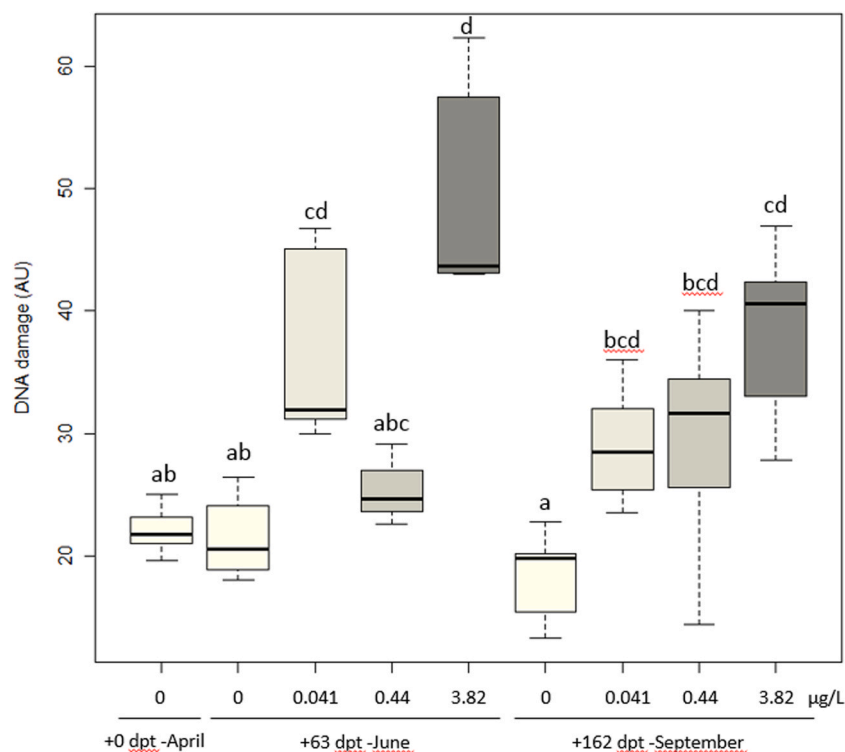 d
60
50
cd
cd
bcd
40
bcd
abc
30
ab
ab
a
20
DNA damage (AU)
0 0 0.041 0.44 3.82 0 0.041 0.44 3.82 µg/L
+0 dpt -April +63 dpt -June +162 dpt -September